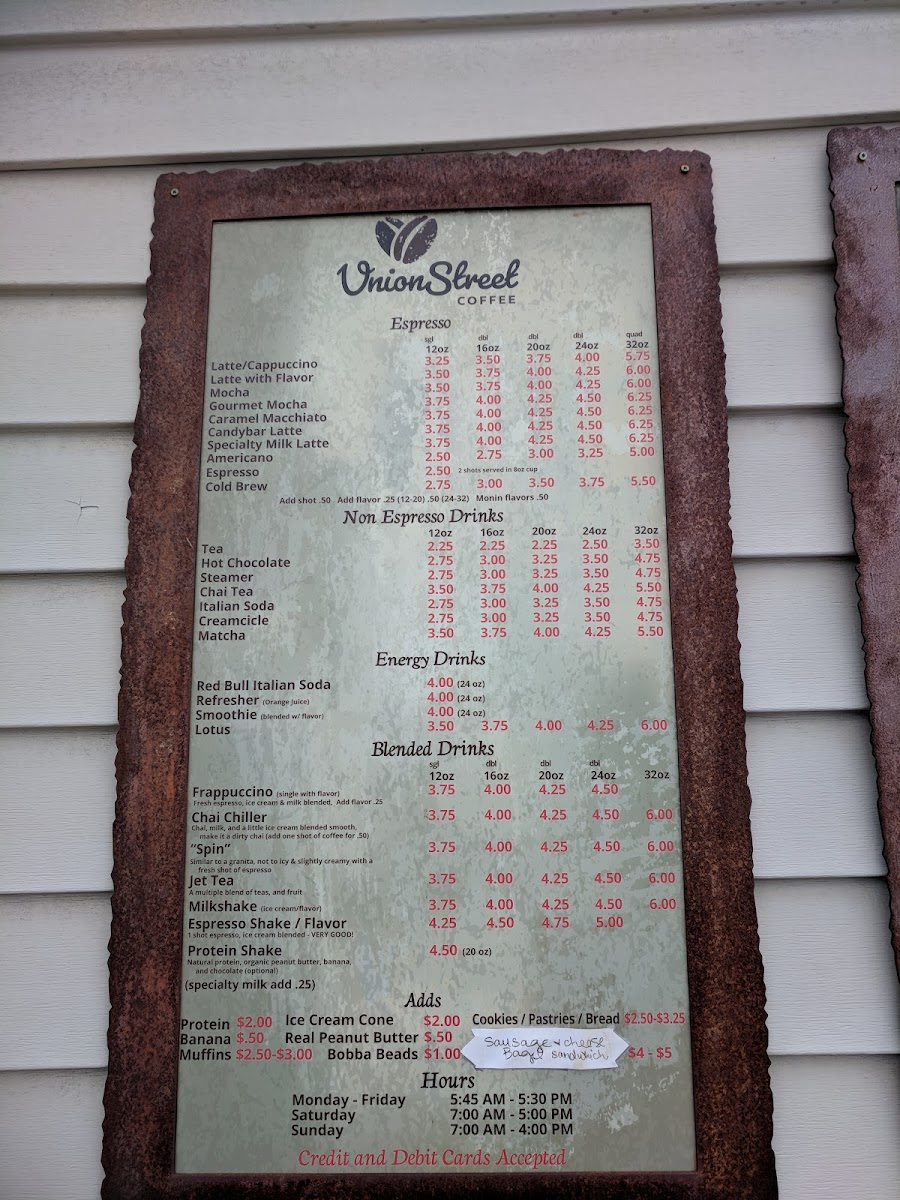 Union Street
COFFEE
Espresso
sgl dbl dbl dbl quad
12oz 16oz 20oz 24oz 32oz
Latte/Cappuccino 3.25 3.50 3.75 4.00 5.75
Latte with Flavor 3.50 3.75 4.00 4.25 6.00
Mocha 3.50 3.75 4.00 4.25 6.00
Gourmet Mocha 3.75 4.00 4.25 4.50 6.25
Caramel Macchiato 3.75 4.00 4.25 4.50 6.25
Candybar Latte 3.75 4.00 4.25 4.50 6.25
Specialty Milk Latte 3.75 4.00 4.25 4.50 6.25
Americano 2.50 2.75 3.00 3.25 5.00
Espresso 2.50 2 shots served in 8oz cup
Cold Brew 2.75 3.00 3.50 3.75 5.50
Add shot .50 Add flavor .25 (12-20) .50 (24-32) Monin flavors .50
Non Espresso Drinks
12oz 16oz 20oz 24oz 32oz
Tea 2.25 2.25 2.25 2.50 3.50
Hot Chocolate 2.75 3.00 3.25 3.50 4.75
Steamer 2.75 3.00 3.25 3.50 4.75
Chai Tea 3.50 3.75 4.00 4.25 5.50
Italian Soda 2.75 3.00 3.25 3.50 4.75
Creamcicle 2.75 3.00 3.25 3.50 4.75
Matcha 3.50 3.75 4.00 4.25 5.50
Energy Drinks
Red Bull Italian Soda 4.00 (24 oz)
Refresher (Orange Juice) 4.00 (24 oz)
Smoothie (blended w/ flavor) 4.00 (24 oz)
Lotus 3.50 3.75 4.00 4.25 6.00
Blended Drinks
sgl dbl dbl dbl
12oz 16oz 20oz 24oz 32oz
Frappuccino (single with flavor) 3.75 4.00 4.25 4.50
Fresh espresso, ice cream & milk blended, Add flavor .25
Chai Chiller 3.75 4.00 4.25 4.50 6.00
Chai, milk, and a little ice cream blended smooth,
make it a dirty chai (add one shot of coffee for .50)
"Spin" 3.75 4.00 4.25 4.50 6.00
Similar to a granita, not to icy & slightly creamy with a
fresh shot of espresso
Jet Tea 3.75 4.00 4.25 4.50 6.00
A multiple blend of teas, and fruit
Milkshake (ice cream/flavor) 3.75 4.00 4.25 4.50 6.00
Espresso Shake / Flavor 4.25 4.50 4.75 5.00
1 shot espresso, ice cream blended - VERY GOOD!
Protein Shake 4.50 (20 oz)
Natural protein, organic peanut butter, banana,
and chocolate (optional)
(specialty milk add .25)
Adds
Protein $2.00 Ice Cream Cone $2.00 Cookies / Pastries / Bread $2.50-$3.25
Banana $.50 Real Peanut Butter $.50 Sausage & cheese
Muffins $2.50-$3.00 Bobba Beads $1.00 Bagel sandwich $4 - $5
Hours
Monday - Friday 5:45 AM - 5:30 PM
Saturday 7:00 AM - 5:00 PM
Sunday 7:00 AM - 4:00 PM
Credit and Debit Cards Accepted